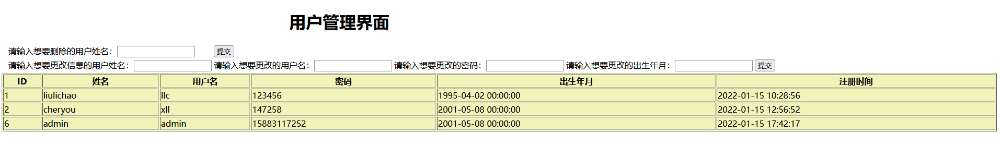 用户管理界面
请输入想要删除的用户姓名： 提交
请输入想要更改信息的用户姓名： 请输入想要更改的用户名： 请输入想要更改的密码： 请输入想要更改的出生年月： 提交
ID 姓名 用户名 密码 出生年月 注册时间
1 liulichao llc 123456 1995-04-02 00:00:00 2022-01-15 10:28:56
2 cheryou xll 147258 2001-05-08 00:00:00 2022-01-15 12:56:52
6 admin admin 15883117252 2001-05-08 00:00:00 2022-01-15 17:42:17